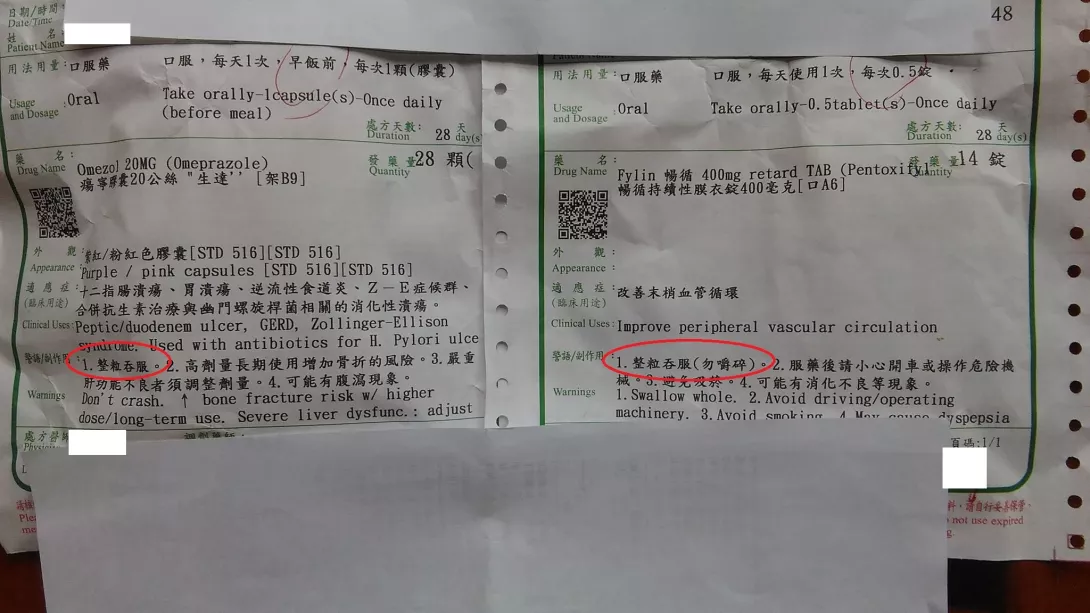 48
日期/時間:
Date/Time
姓 名:
Patient Name
用法用量:口服藥 口服，每天1次，早飯前，每次1顆(膠囊)
Usage and Dosage :Oral Take orally-1capsule(s)-Once daily
(before meal)
處方天數: 28 天
Duration day(s)
藥 名: Omezol 20MG (Omeprazole) 發藥量 28 顆(
Drug Name 瘍寧膠囊20公絲 "生達'' [架B9] Quantity
外 觀:紫紅/粉紅色膠囊[STD 516][STD 516]
Appearance:Purple / pink capsules [STD 516][STD 516]
適應症:十二指腸潰瘍、胃潰瘍、逆流性食道炎、Z－E症候群、
(臨床用途) 合併抗生素治療與幽門螺旋桿菌相關的消化性潰瘍。
Clinical Uses:Peptic/duodenem ulcer, GERD, Zollinger-Ellison
syndrome. Used with antibiotics for H. Pylori ulce
警語/副作用:1.整粒吞服。2.高劑量長期使用增加骨折的風險。3.嚴重
肝功能不良者須調整劑量。4.可能有腹瀉現象。
Warnings Don't crash. ↑ bone fracture risk w/ higher
dose/long-term use. Severe liver dysfunc.: adjust
處方醫師
用法用量:口服藥 口服，每天使用1次，每次0.5錠 .
Usage and Dosage :Oral Take orally-0.5tablet(s)-Once daily
處方天數: 28 天
Duration day(s)
藥 名: 發藥量 14 錠
Drug Name Fylin 暢循 400mg retard TAB (Pentoxify
暢循持續性膜衣錠400毫克[口A6]
外 觀:
Appearance:
適應症:改善末梢血管循環
(臨床用途)
Clinical Uses:Improve peripheral vascular circulation
警語/副作用:1.整粒吞服(勿嚼碎)。2.服藥後請小心開車或操作危險機
械。3.避免吸菸。4.可能有消化不良等現象。
Warnings 1.Swallow whole. 2.Avoid driving/operating
machinery. 3.Avoid smoking. 4.May cause dyspepsia
頁碼:1/1
請自行妥善保管。
not use expired